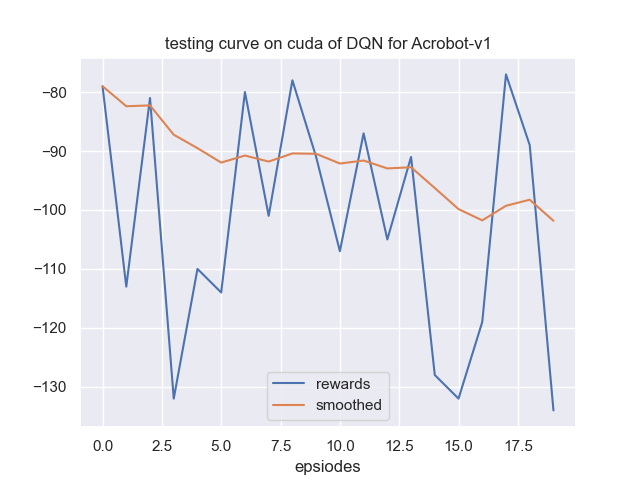 testing curve on cuda of DQN for Acrobot-v1
−80
−90
−100
−110
−120
−130
rewards
smoothed
0.0 2.5 5.0 7.5 10.0 12.5 15.0 17.5
epsiodes